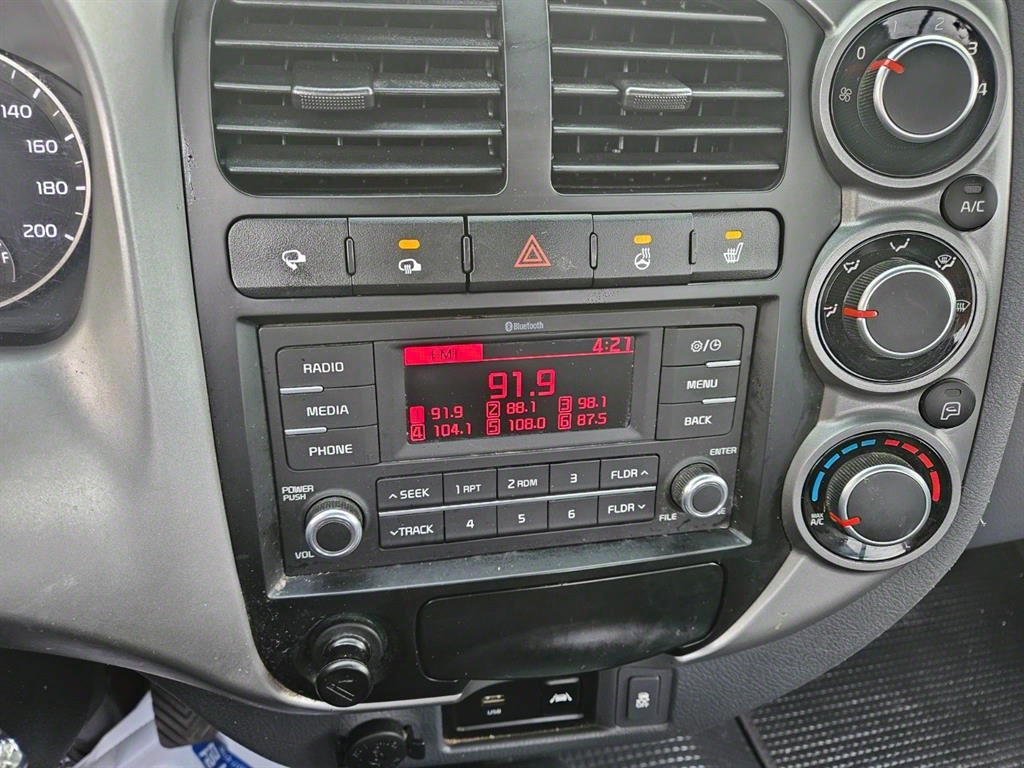 140
160
180
200
F
0 1 2 3 4
A/C
Bluetooth
RADIO
MEDIA
PHONE
FM1 4:27
91.9
91.9 2 88.1 3 98.1
4 104.1 5 108.0 6 87.5
MENU
BACK
POWER
PUSH
VOL
SEEK 1 RPT 2 RDM 3 FLDR
TRACK 4 5 6 FLDR
ENTER
FILE
MAX
A/C
USB
OFF